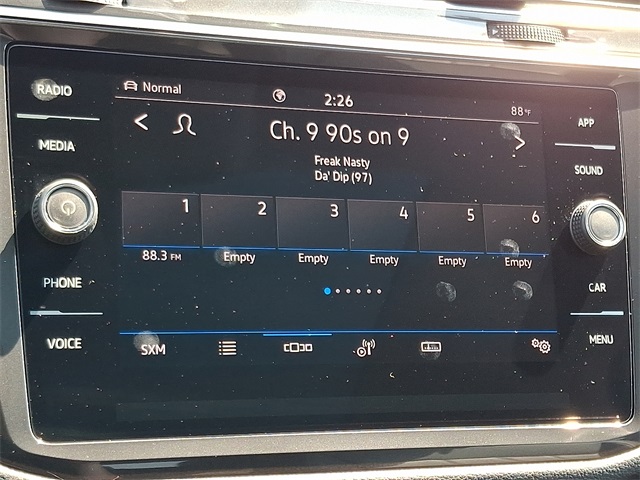 RADIO
MEDIA
PHONE
VOICE
Normal
2:26
88°F
Ch. 9 90s on 9
Freak Nasty
Da' Dip (97)
1 2 3 4 5 6
88.3 FM Empty Empty Empty Empty Empty
SXM
APP
SOUND
CAR
MENU